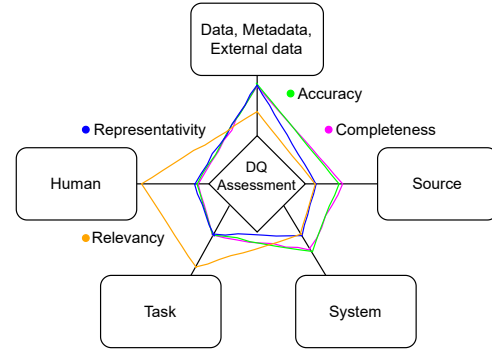 Data, Metadata,
External data
Accuracy
Representativity
Completeness
DQ
Assessment
Human
Source
Relevancy
Task
System